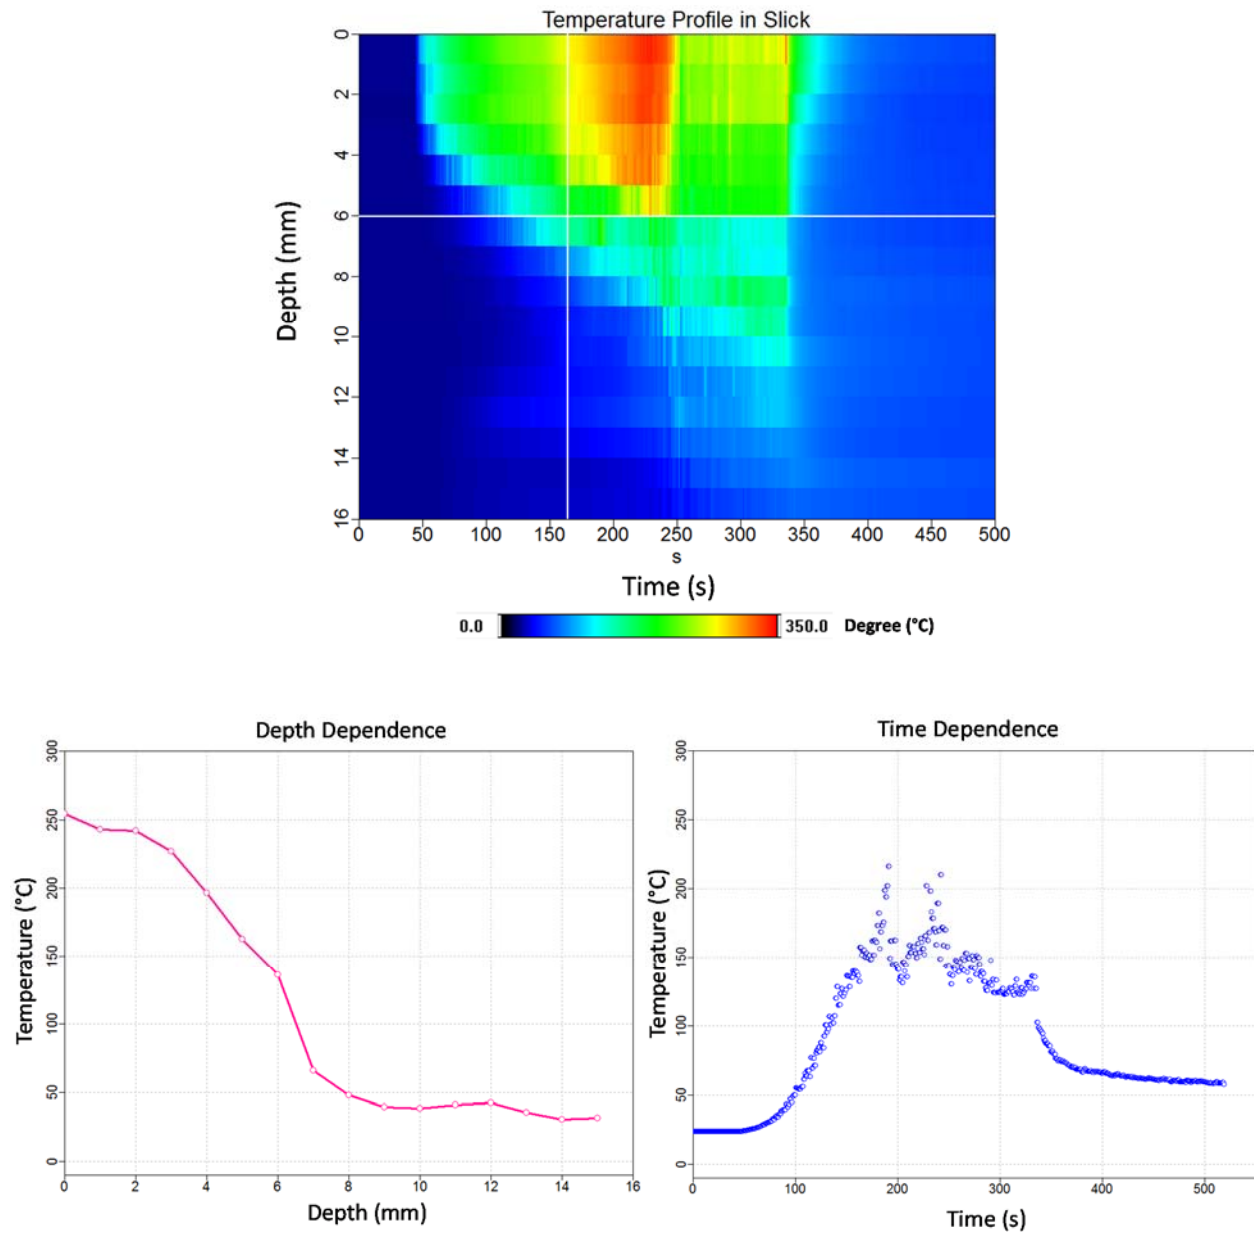 Temperature Profile in Slick
0
2
4
6
8
10
12
14
16
Depth (mm)
0 50 100 150 200 250 300 350 400 450 500
s
Time (s)
0.0 350.0 Degree (°C)
Depth Dependence
300
250
200
150
100
50
0
Temperature (°C)
0 2 4 6 8 10 12 14 16
Depth (mm)
Time Dependence
300
250
200
150
100
50
0
Temperature (°C)
0 100 200 300 400 500
Time (s)